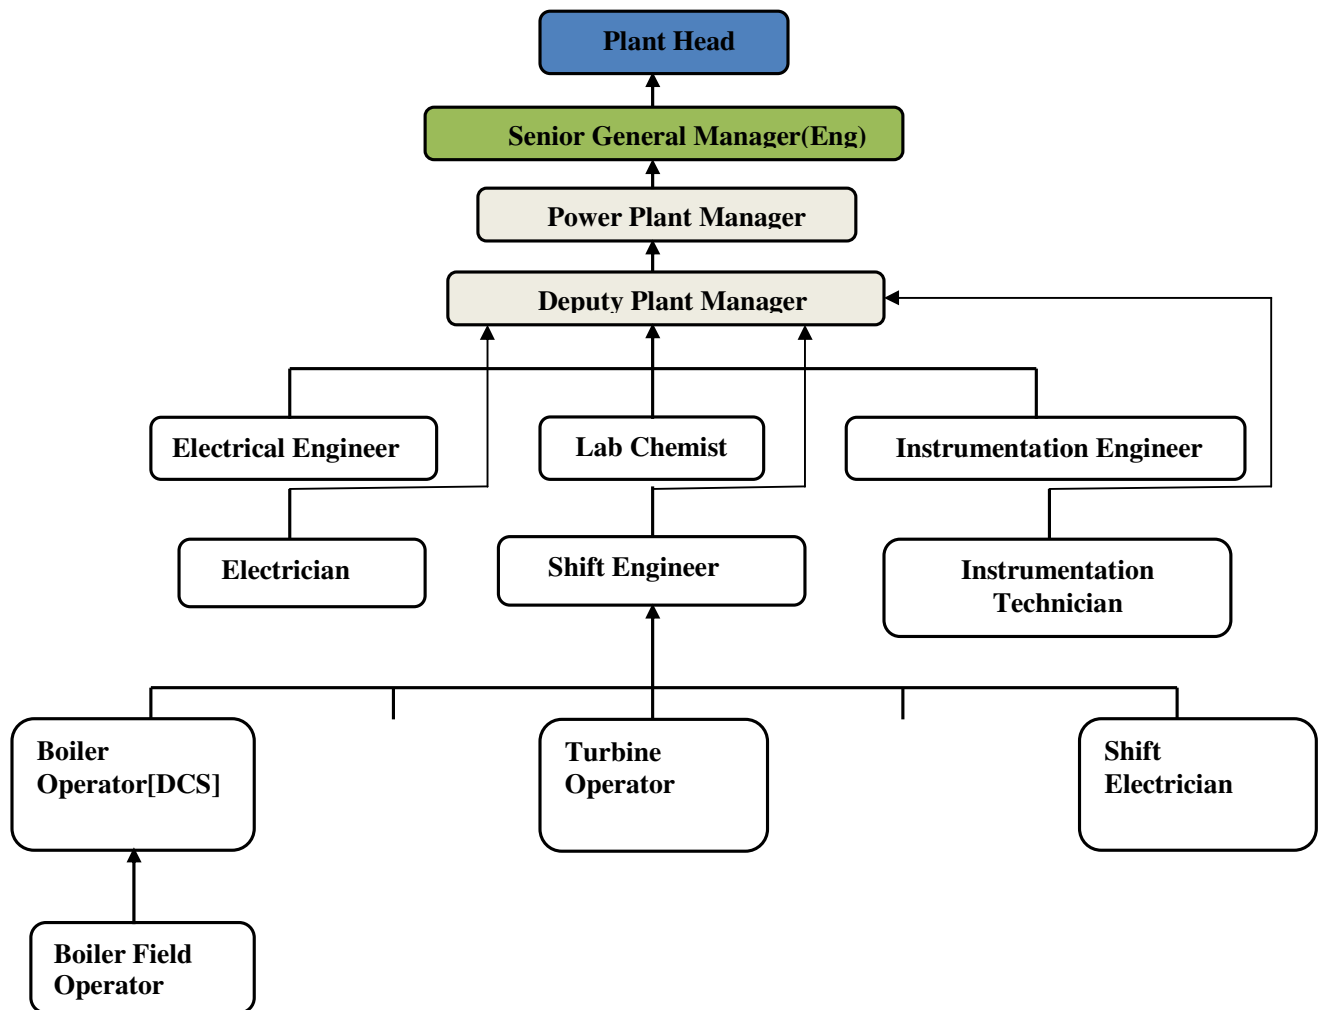 Plant Head
Senior General Manager(Eng)
Power Plant Manager
Deputy Plant Manager
Electrical Engineer
Lab Chemist
Instrumentation Engineer
Electrician
Shift Engineer
Instrumentation
Technician
Boiler
Operator[DCS]
Turbine
Operator
Shift
Electrician
Boiler Field
Operator